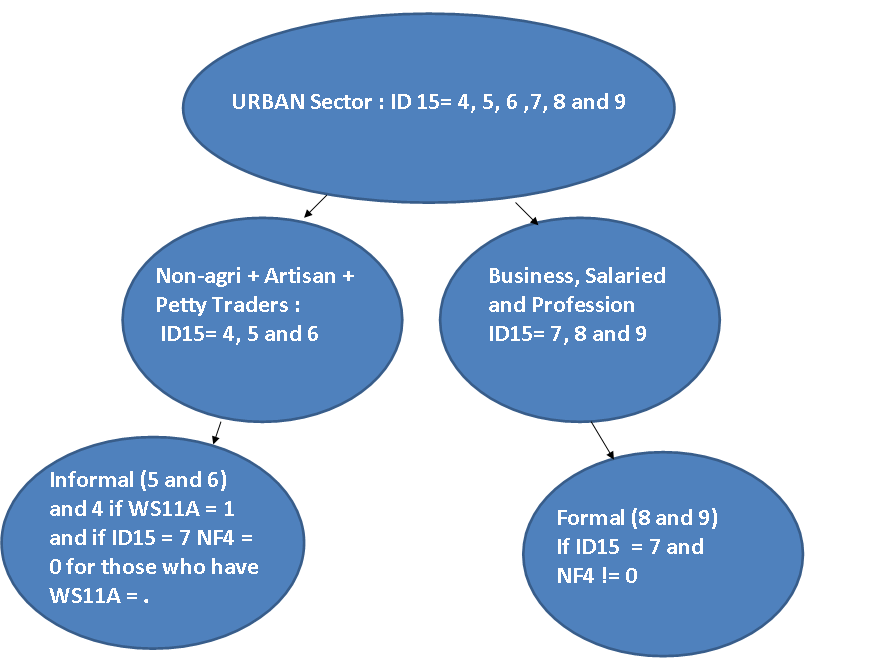 URBAN Sector : ID 15= 4, 5, 6 ,7, 8 and 9
Non-agri + Artisan +
Petty Traders :
ID15= 4, 5 and 6
Business, Salaried
and Profession
ID15= 7, 8 and 9
Informal (5 and 6)
and 4 if WS11A = 1
and if ID15 = 7 NF4 =
0 for those who have
WS11A = .
Formal (8 and 9)
If ID15  = 7 and
NF4 != 0